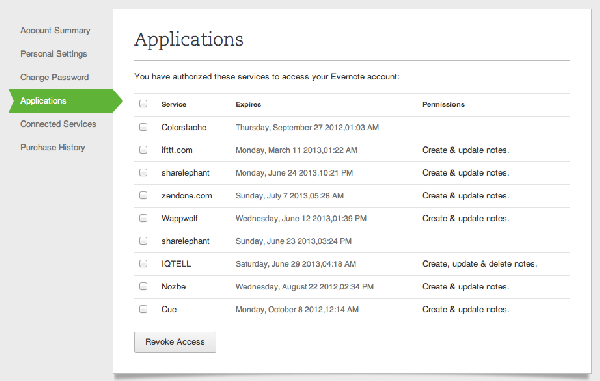 Account Summary
Personal Settings
Change Password
Applications
Connected Services
Purchase History
Applications
You have authorized these services to access your Evernote account:
Service Expires Permissions
Colorstache Thursday, September 27 2012,01:03 AM
ifttt.com Monday, March 11 2013,01:22 AM Create & update notes.
sharelephant Monday, June 24 2013,10:21 PM Create & update notes.
zendone.com Sunday, July 7 2013,05:26 AM Create & update notes.
Wappwolf Wednesday, June 12 2013,01:39 PM Create & update notes.
sharelephant Sunday, June 23 2013,03:24 PM
IQTELL Saturday, June 29 2013,04:18 AM Create, update & delete notes.
Nozbe Wednesday, August 22 2012,02:34 PM Create & update notes.
Cue Monday, October 8 2012,12:14 AM Create & update notes.
Revoke Access